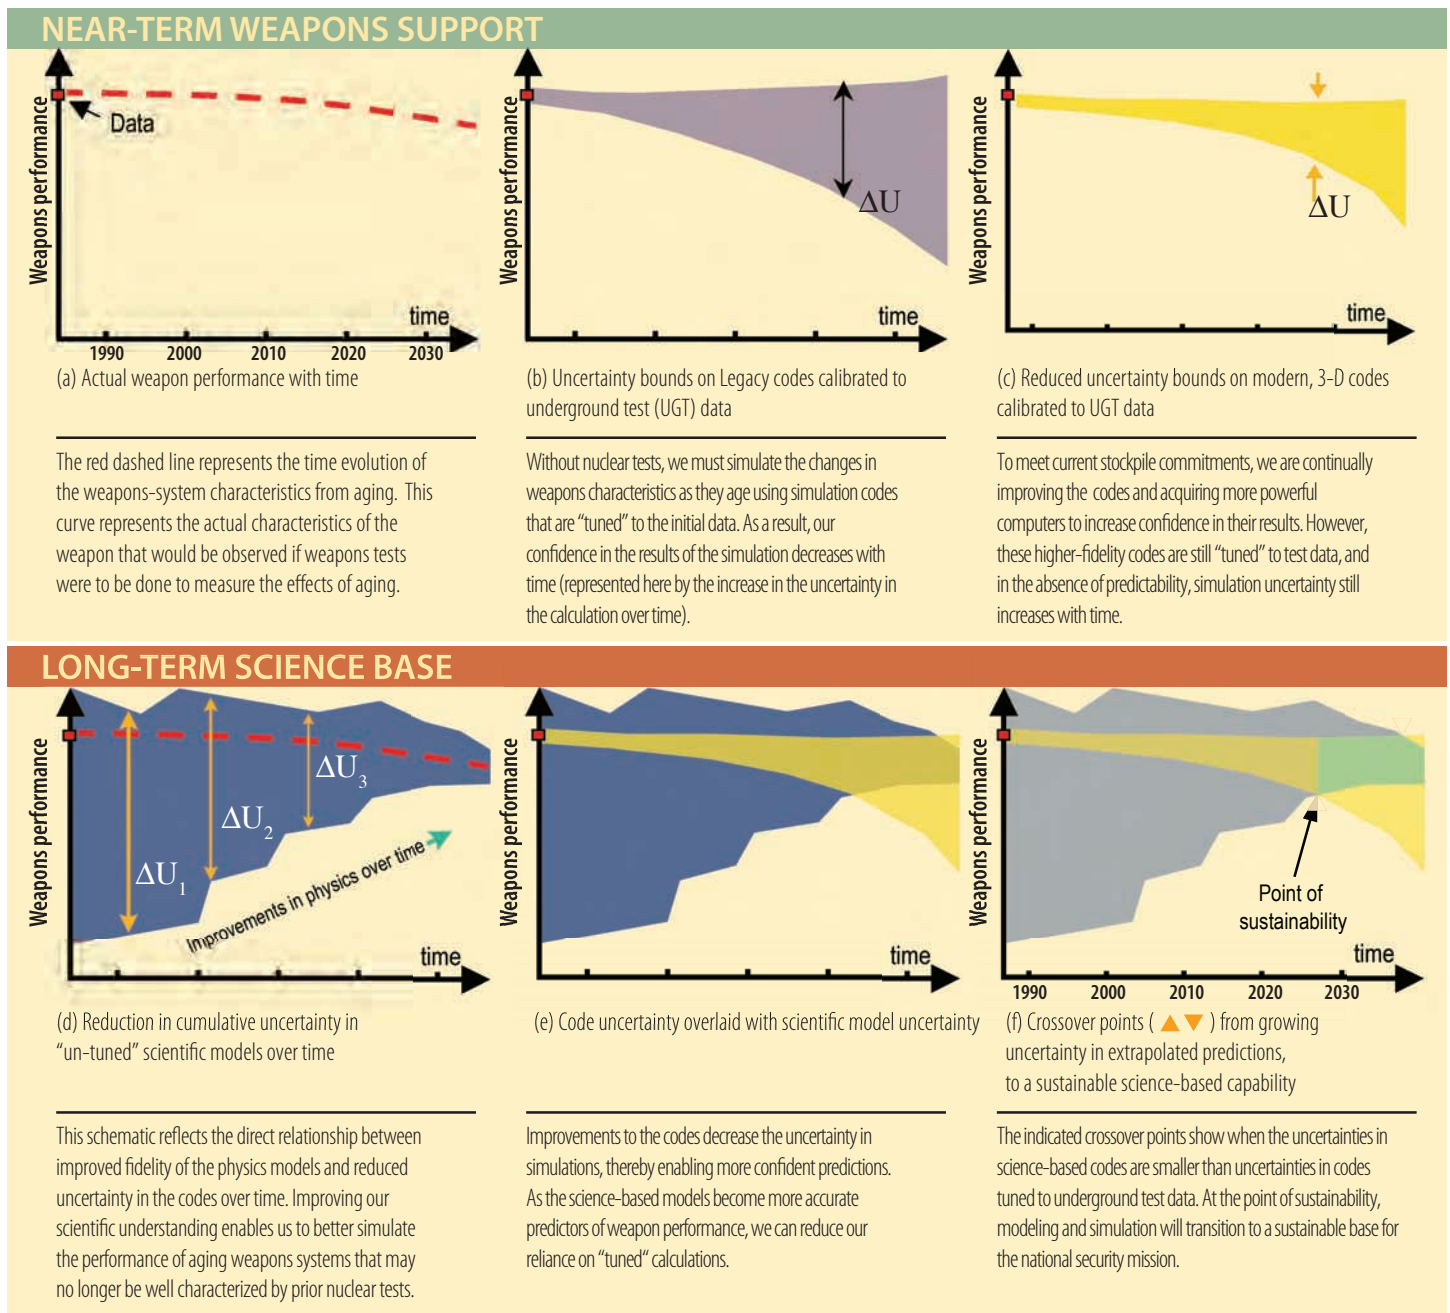 NEAR-TERM WEAPONS SUPPORT
Weapons performance
Data
time
1990 2000 2010 2020 2030
(a) Actual weapon performance with time
The red dashed line represents the time evolution of
the weapons-system characteristics from aging. This
curve represents the actual characteristics of the
weapon that would be observed if weapons tests
were to be done to measure the effects of aging.
Weapons performance
ΔU
time
(b) Uncertainty bounds on Legacy codes calibrated to
underground test (UGT) data
Without nuclear tests, we must simulate the changes in
weapons characteristics as they age using simulation codes
that are “tuned” to the initial data. As a result, our
confidence in the results of the simulation decreases with
time (represented here by the increase in the uncertainty in
the calculation over time).
Weapons performance
ΔU
time
(c) Reduced uncertainty bounds on modern, 3-D codes
calibrated to UGT data
To meet current stockpile commitments, we are continually
improving the codes and acquiring more powerful
computers to increase confidence in their results. However,
these higher-fidelity codes are still “tuned” to test data, and
in the absence of predictability, simulation uncertainty still
increases with time.
LONG-TERM SCIENCE BASE
Weapons performance
ΔU3
ΔU2
ΔU1
Improvements in physics over time
time
(d) Reduction in cumulative uncertainty in
“un-tuned” scientific models over time
This schematic reflects the direct relationship between
improved fidelity of the physics models and reduced
uncertainty in the codes over time. Improving our
scientific understanding enables us to better simulate
the performance of aging weapons systems that may
no longer be well characterized by prior nuclear tests.
Weapons performance
time
(e) Code uncertainty overlaid with scientific model uncertainty
Improvements to the codes decrease the uncertainty in
simulations, thereby enabling more confident predictions.
As the science-based models become more accurate
predictors of weapon performance, we can reduce our
reliance on “tuned“ calculations.
Weapons performance
Point of
sustainability
time
1990 2000 2010 2020 2030
(f) Crossover points ( ▲▼ ) from growing
uncertainty in extrapolated predictions,
to a sustainable science-based capability
The indicated crossover points show when the uncertainties in
science-based codes are smaller than uncertainties in codes
tuned to underground test data. At the point of sustainability,
modeling and simulation will transition to a sustainable base for
the national security mission.